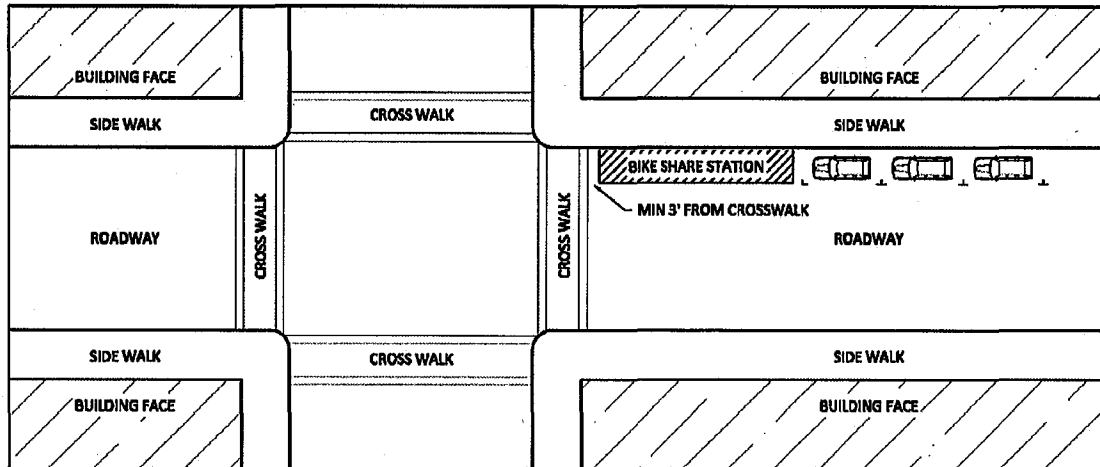 BUILDING FACE
BUILDING FACE
CROSS WALK
SIDE WALK
SIDE WALK
BIKE SHARE STATION
MIN 3' FROM CROSSWALK
ROADWAY
CROSS WALK
CROSS WALK
ROADWAY
SIDE WALK
CROSS WALK
SIDE WALK
BUILDING FACE
BUILDING FACE